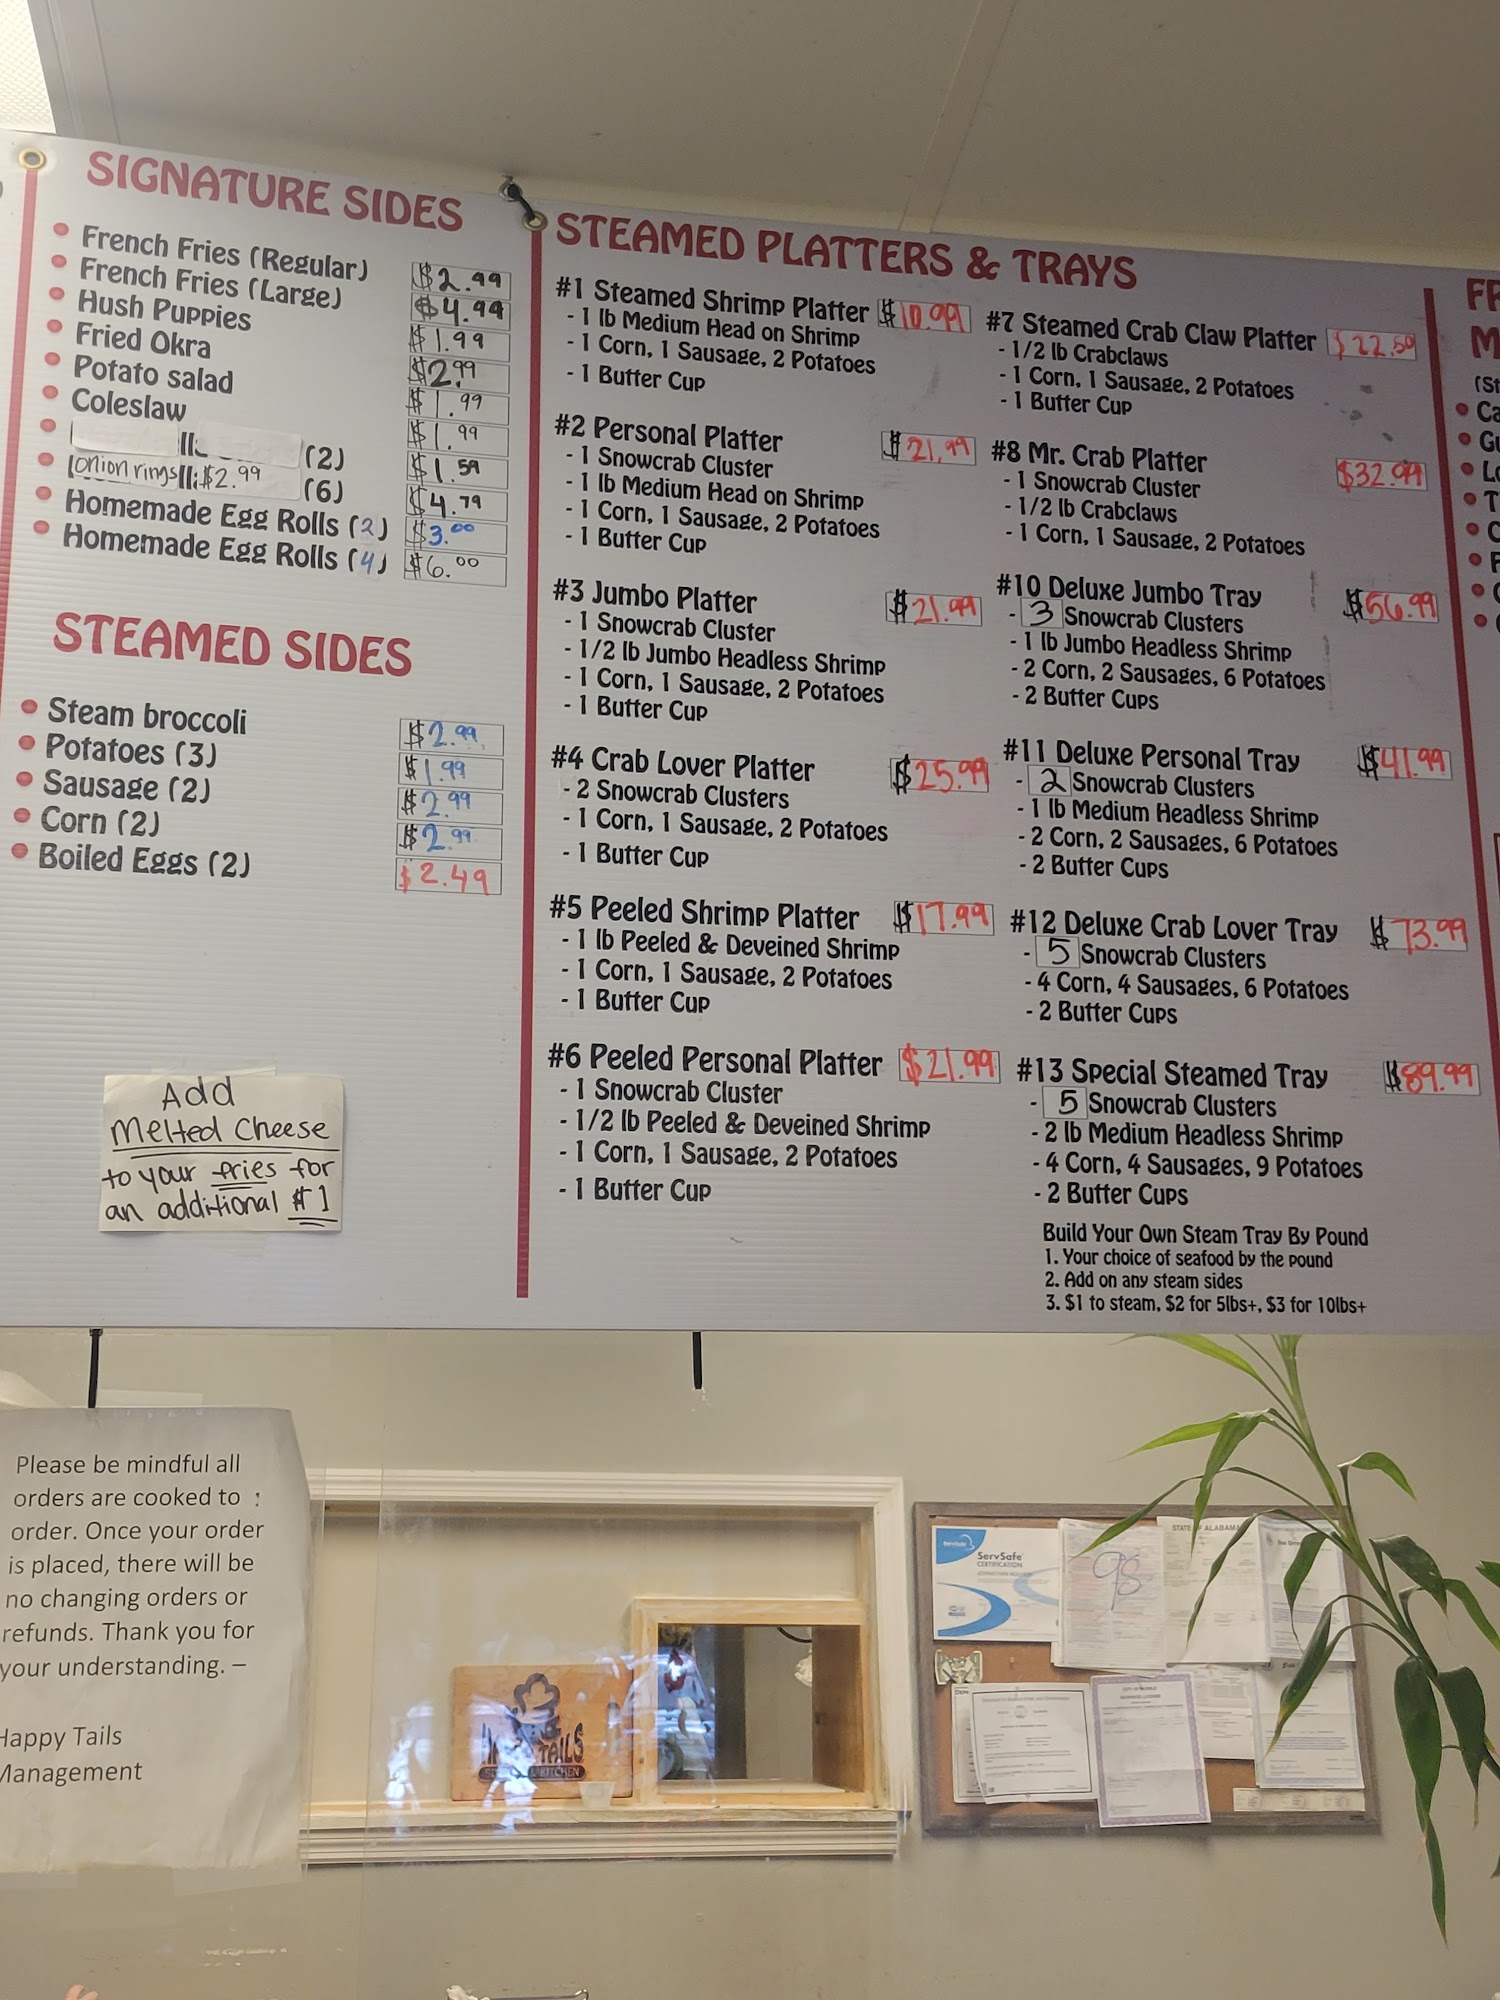 SIGNATURE SIDES
French Fries (Regular) $2.99
French Fries (Large) $4.99
Hush Puppies $1.99
Fried Okra $2.99
Potato salad $1.99
Coleslaw $1.99
(2) $1.59
onion rings $2.99 (6) $4.79
Homemade Egg Rolls (2) $3.00
Homemade Egg Rolls (4) $6.00
STEAMED SIDES
Steam broccoli $2.99
Potatoes (3) $1.99
Sausage (2) $2.99
Corn (2) $2.99
Boiled Eggs (2) $2.49
Add
Melted Cheese
to your fries for
an additional $1
STEAMED PLATTERS & TRAYS
#1 Steamed Shrimp Platter $10.99
- 1 lb Medium Head on Shrimp
- 1 Corn, 1 Sausage, 2 Potatoes
- 1 Butter Cup
#2 Personal Platter $21.99
- 1 Snowcrab Cluster
- 1 lb Medium Head on Shrimp
- 1 Corn, 1 Sausage, 2 Potatoes
- 1 Butter Cup
#3 Jumbo Platter $21.99
- 1 Snowcrab Cluster
- 1/2 lb Jumbo Headless Shrimp
- 1 Corn, 1 Sausage, 2 Potatoes
- 1 Butter Cup
#4 Crab Lover Platter $25.99
- 2 Snowcrab Clusters
- 1 Corn, 1 Sausage, 2 Potatoes
- 1 Butter Cup
#5 Peeled Shrimp Platter $17.99
- 1 lb Peeled & Deveined Shrimp
- 1 Corn, 1 Sausage, 2 Potatoes
- 1 Butter Cup
#6 Peeled Personal Platter $21.99
- 1 Snowcrab Cluster
- 1/2 lb Peeled & Deveined Shrimp
- 1 Corn, 1 Sausage, 2 Potatoes
- 1 Butter Cup
#7 Steamed Crab Claw Platter $22.59
- 1/2 lb Crabclaws
- 1 Corn, 1 Sausage, 2 Potatoes
- 1 Butter Cup
#8 Mr. Crab Platter $32.99
- 1 Snowcrab Cluster
- 1/2 lb Crabclaws
- 1 Corn, 1 Sausage, 2 Potatoes
#10 Deluxe Jumbo Tray $56.99
- 3 Snowcrab Clusters
- 1 lb Jumbo Headless Shrimp
- 2 Corn, 2 Sausages, 6 Potatoes
- 2 Butter Cups
#11 Deluxe Personal Tray $41.99
- 2 Snowcrab Clusters
- 1 lb Medium Headless Shrimp
- 2 Corn, 2 Sausages, 6 Potatoes
- 2 Butter Cups
#12 Deluxe Crab Lover Tray $73.99
- 5 Snowcrab Clusters
- 4 Corn, 4 Sausages, 6 Potatoes
- 2 Butter Cups
#13 Special Steamed Tray $89.99
- 5 Snowcrab Clusters
- 2 lb Medium Headless Shrimp
- 4 Corn, 4 Sausages, 9 Potatoes
- 2 Butter Cups
Build Your Own Steam Tray By Pound
1. Your choice of seafood by the pound
2. Add on any steam sides
3. $1 to steam, $2 for 5lbs+, $3 for 10lbs+
Please be mindful all
orders are cooked to
order. Once your order
is placed, there will be
no changing orders or
refunds. Thank you for
your understanding. –
Happy Tails
Management
TAILS
KITCHEN
ServSafe
CERTIFICATION
98
STATE OF ALABAMA
CITY OF MOBILE